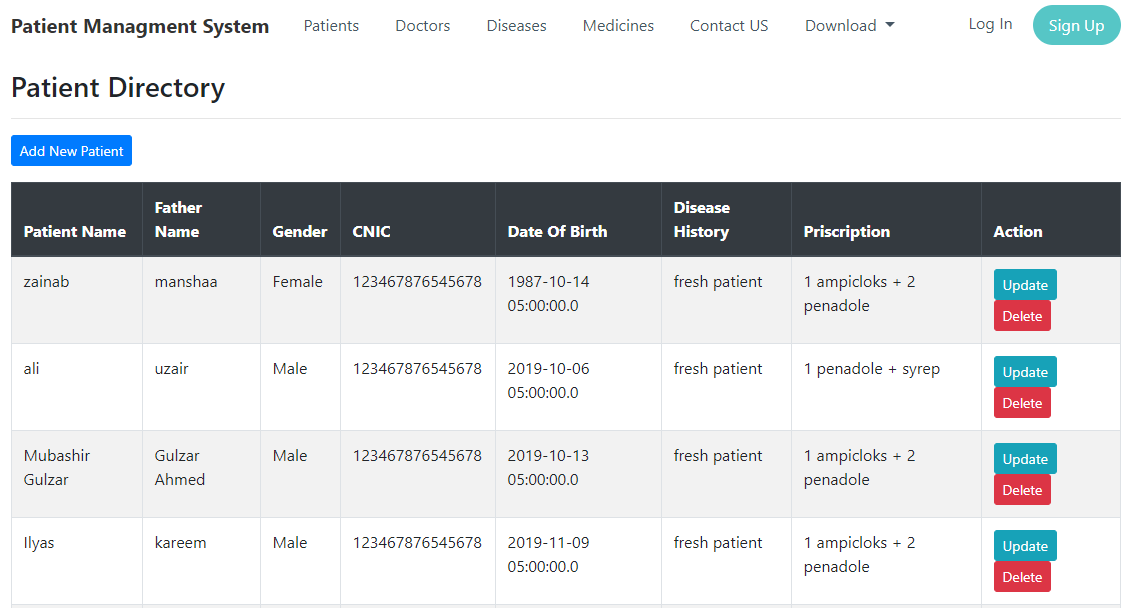 Patient Managment System Patients Doctors Diseases Medicines Contact US Download Log In Sign Up
Patient Directory
Add New Patient
Patient Name Father Name Gender CNIC Date Of Birth Disease History Priscription Action
zainab manshaa Female 123467876545678 1987-10-14 fresh patient 1 ampicloks + 2 Update
05:00:00.0 penadole Delete
ali uzair Male 123467876545678 2019-10-06 fresh patient 1 penadole + syrep Update
05:00:00.0 Delete
Mubashir Gulzar Male 123467876545678 2019-10-13 fresh patient 1 ampicloks + 2 Update
Gulzar Ahmed 05:00:00.0 penadole Delete
Ilyas kareem Male 123467876545678 2019-11-09 fresh patient 1 ampicloks + 2 Update
05:00:00.0 penadole Delete